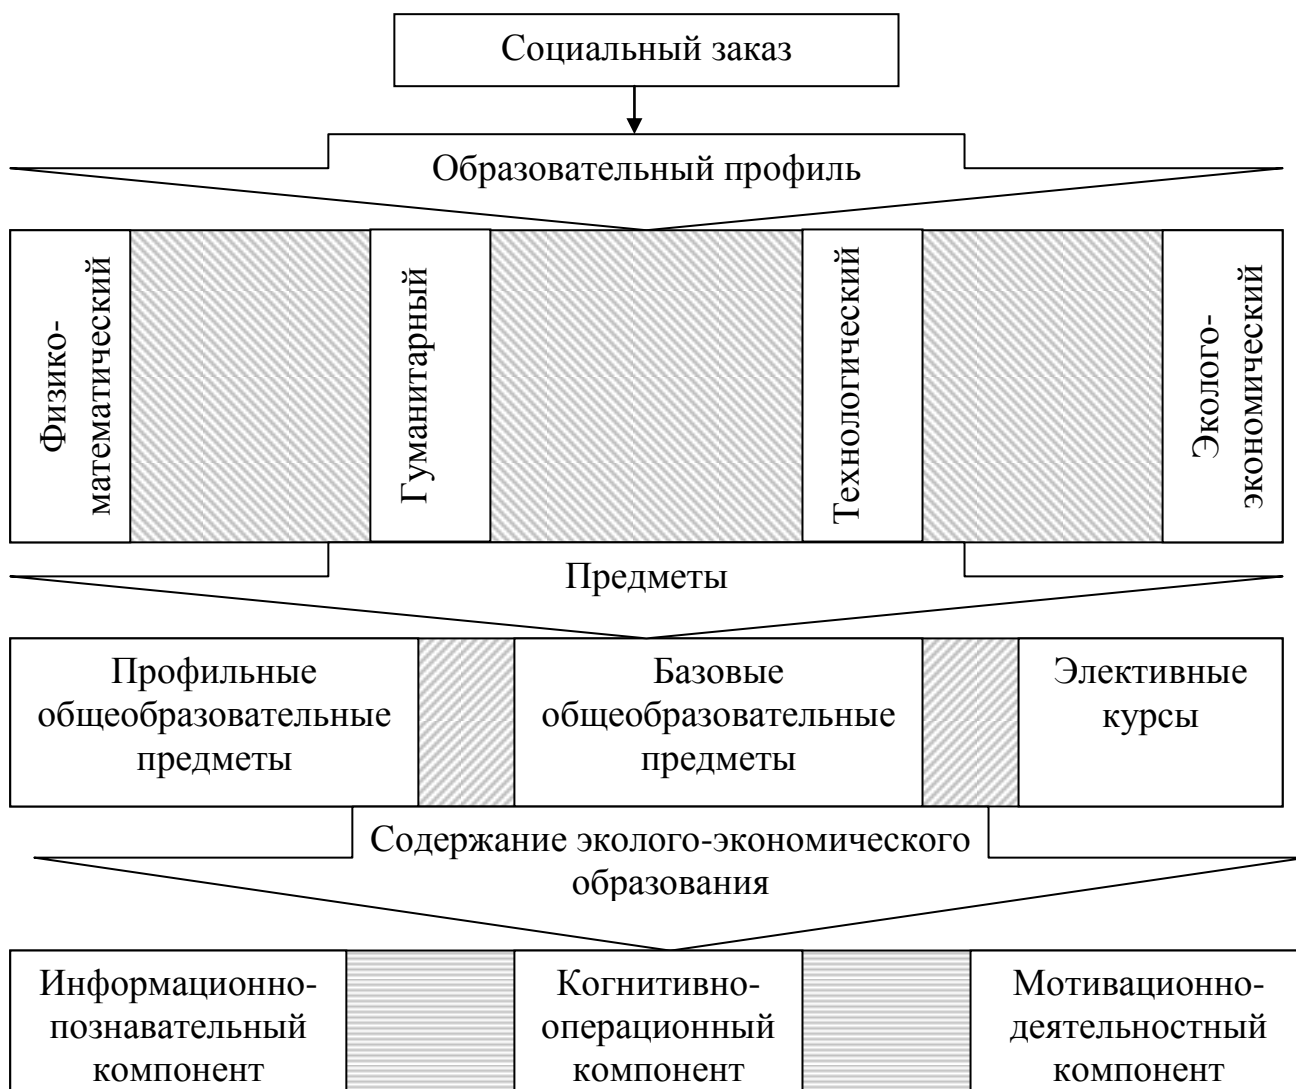 Социальный заказ
Образовательный профиль
Физико-
математический
Гуманитарный
Технологический
Эколого-
экономический
Предметы
Профильные
общеобразовательные
предметы
Базовые
общеобразовательные
предметы
Элективные
курсы
Содержание эколого-экономического
образования
Информационно-
познавательный
компонент
Когнитивно-
операционный
компонент
Мотивационно-
деятельностный
компонент